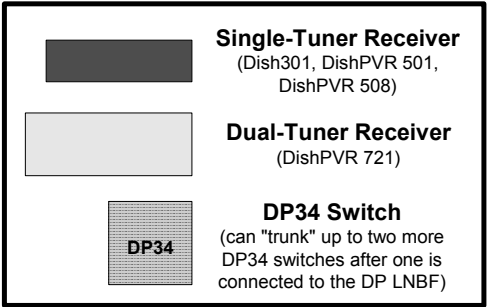 Single-Tuner Receiver
(Dish301, DishPVR 501,
DishPVR 508)
Dual-Tuner Receiver
(DishPVR 721)
DP34 Switch
DP34
(can "trunk" up to two more
DP34 switches after one is
connected to the DP LNBF)